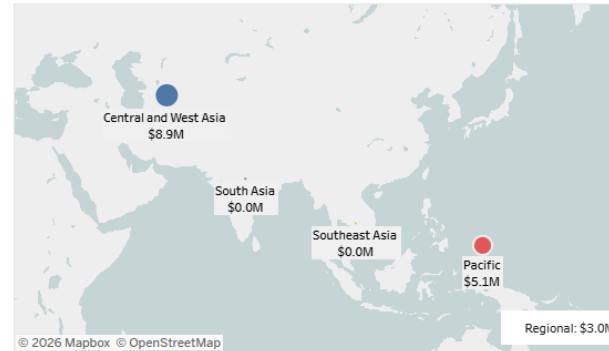 Central and West Asia
$8.9M
South Asia
$0.0M
Southeast Asia
$0.0M
Pacific
$5.1M
Regional: $3.0M
© 2026 Mapbox © OpenStreetMap